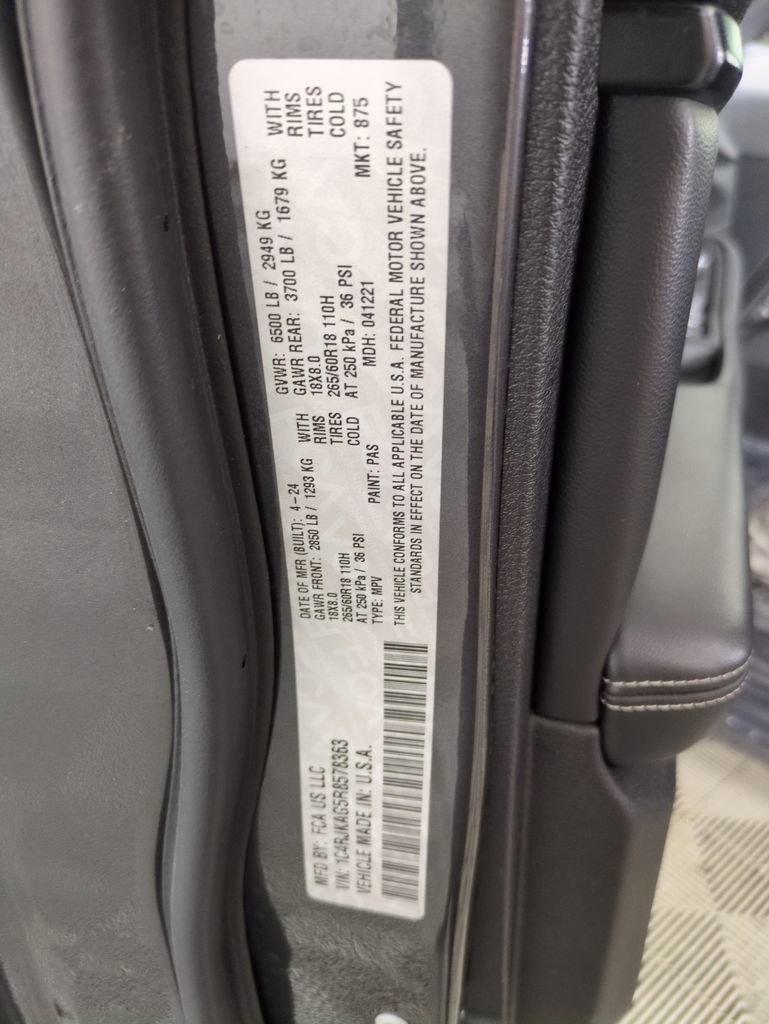 MFD BY: FCA US LLC
VIN: 1C4RJKAG5R8578363
VEHICLE MADE IN: U.S.A.
DATE OF MFR (BUILT): 4-24
GAWR FRONT: 2850 LB / 1293 KG WITH
18X8.0 RIMS
265/60R18 110H TIRES
AT 250 kPa / 36 PSI COLD
TYPE: MPV PAINT: PAS
GVWR: 6500 LB / 2949 KG
GAWR REAR: 3700 LB / 1679 KG WITH
18X8.0 RIMS
265/60R18 110H TIRES
AT 250 kPa / 36 PSI COLD
MDH: 041221 MKT: 875
THIS VEHICLE CONFORMS TO ALL APPLICABLE U.S.A. FEDERAL MOTOR VEHICLE SAFETY
STANDARDS IN EFFECT ON THE DATE OF MANUFACTURE SHOWN ABOVE.